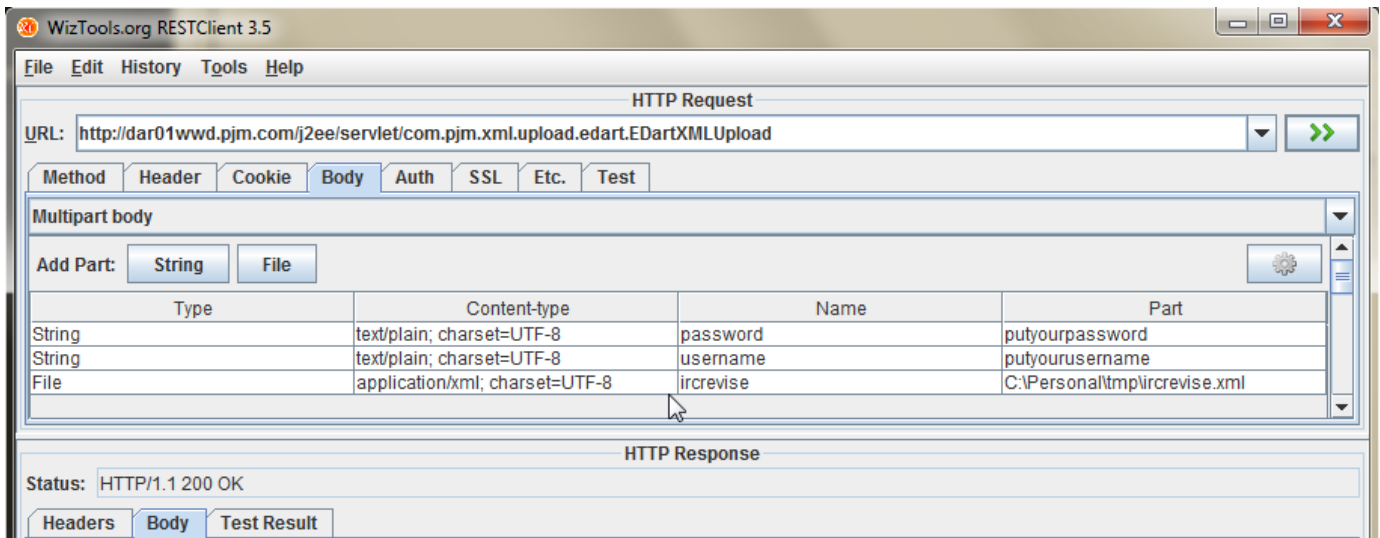 WizTools.org RESTClient 3.5
File Edit History Tools Help
HTTP Request
URL: http://dar01wwd.pjm.com/j2ee/servlet/com.pjm.xml.upload.edart.EDartXMLUpload
Method Header Cookie Body Auth SSL Etc. Test
Multipart body
Add Part: String File
Type Content-type Name Part
String text/plain; charset=UTF-8 password putyourpassword
String text/plain; charset=UTF-8 username putyourusername
File application/xml; charset=UTF-8 ircrevise C:\Personal\tmp\ircrevise.xml
HTTP Response
Status: HTTP/1.1 200 OK
Headers Body Test Result